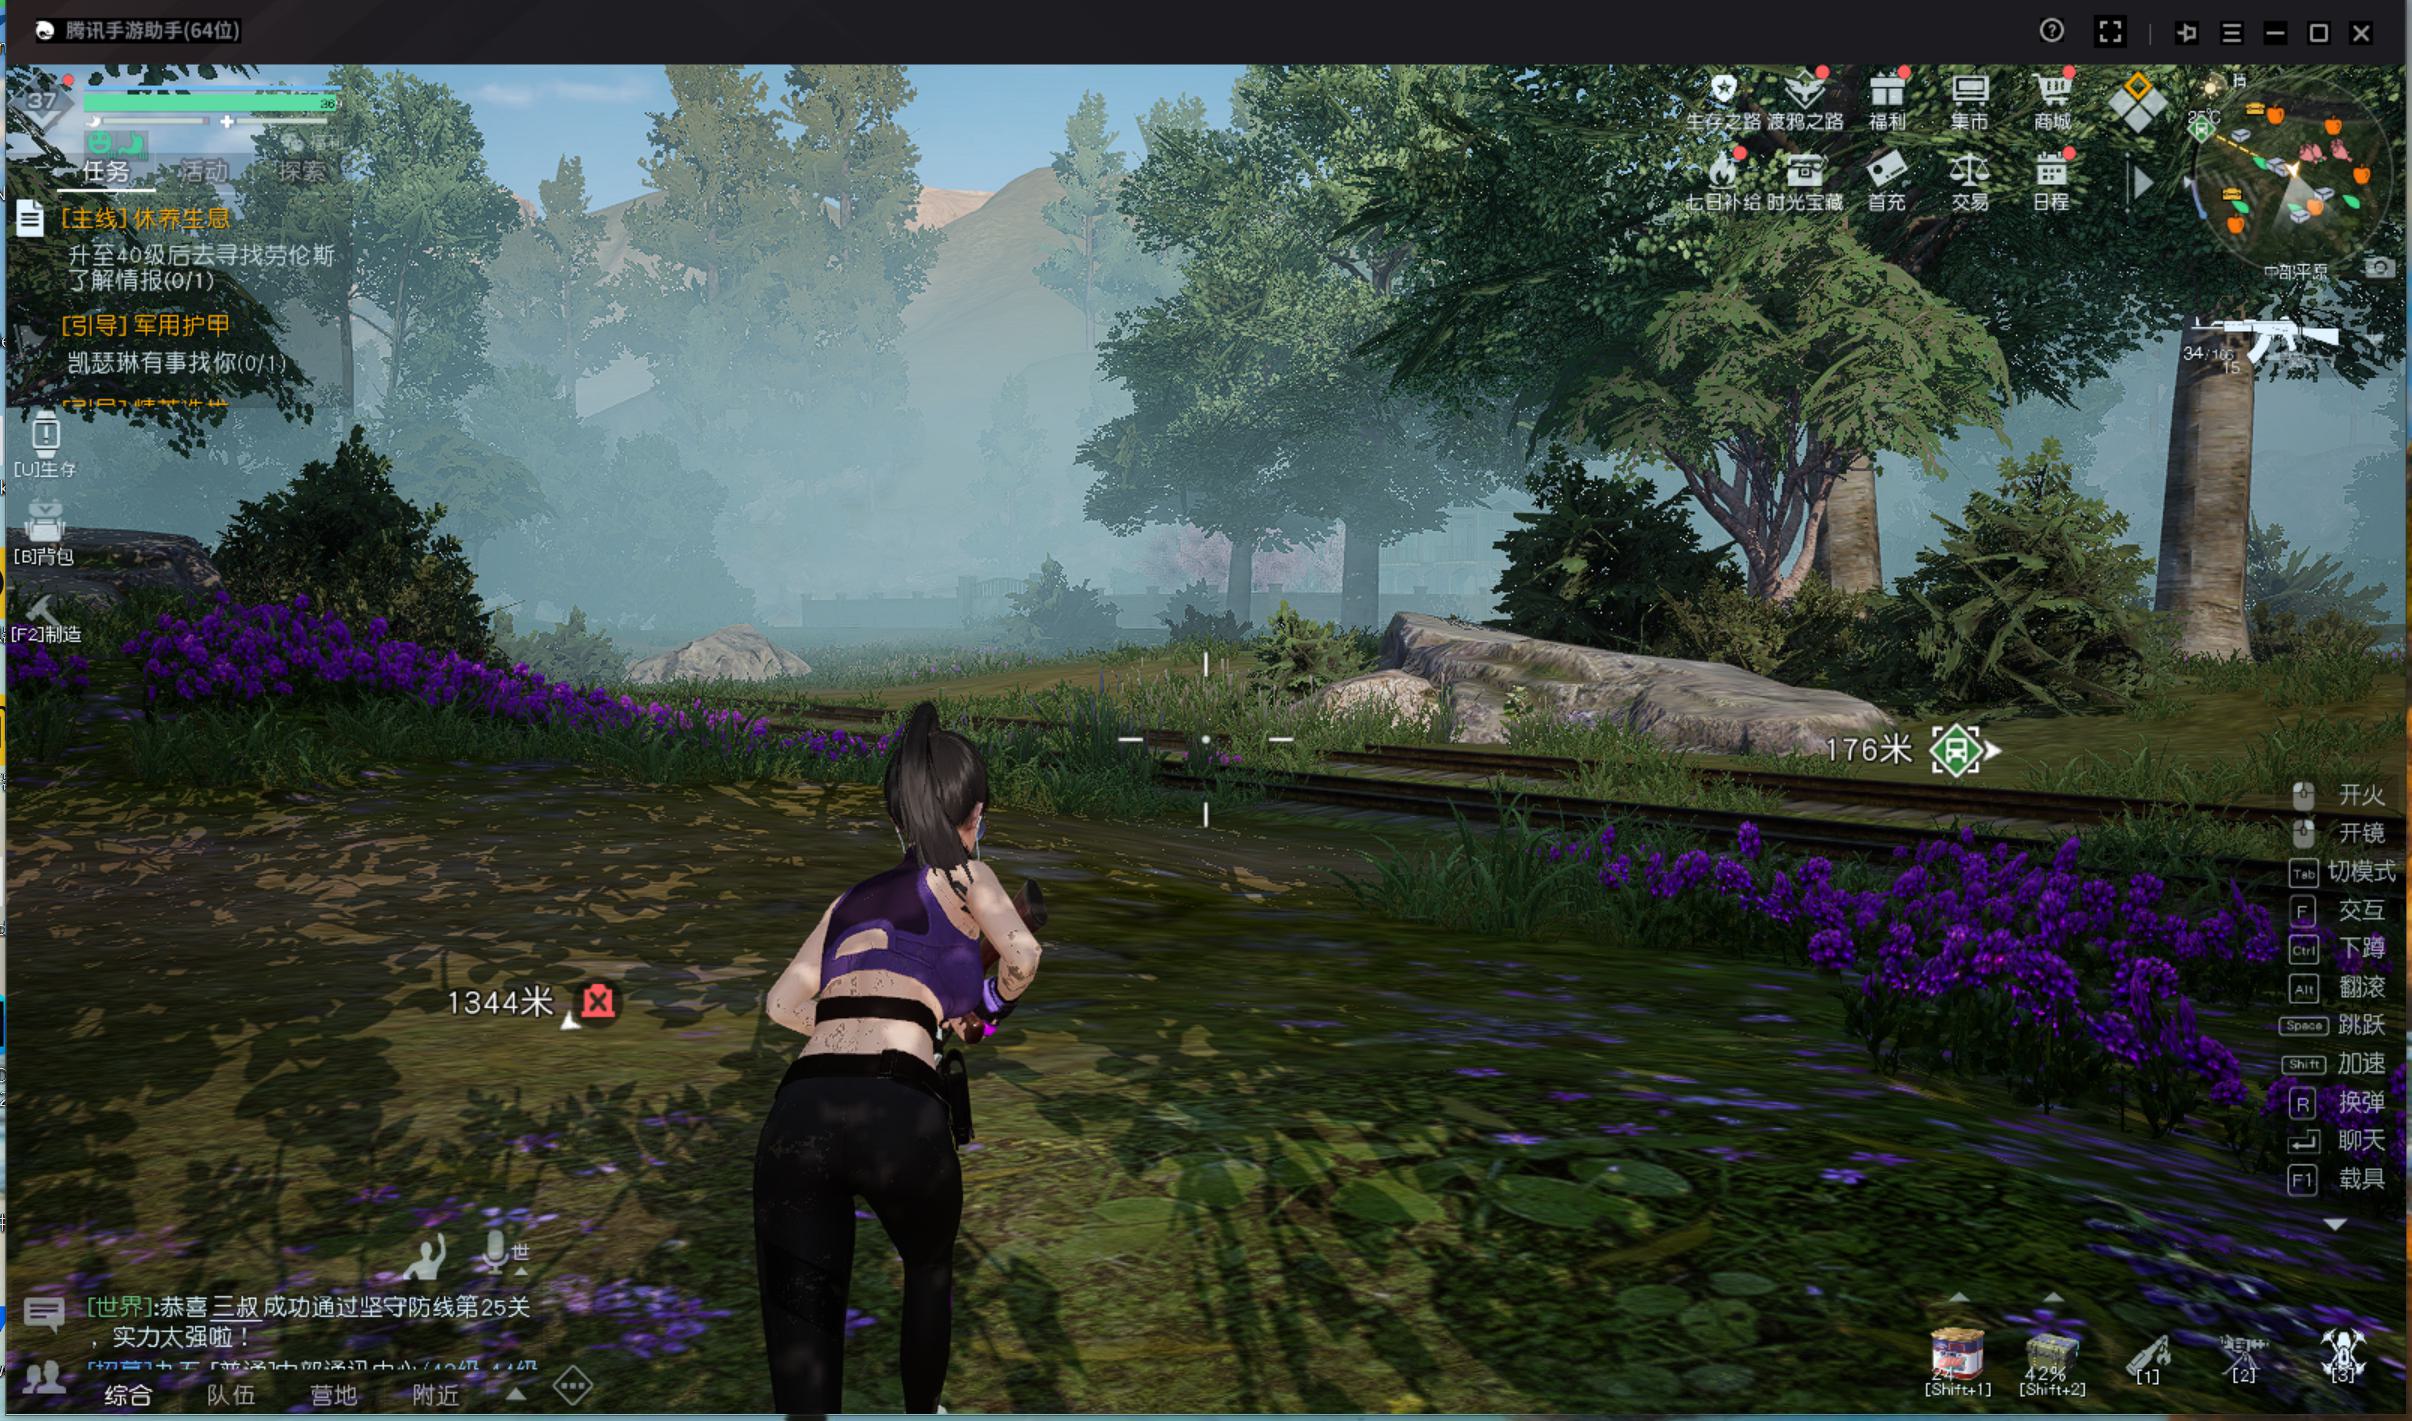 腾讯手游助手(64位)
37
36
福利
任务 活动 探索
[主线] 休养生息
升至40级后去寻找劳伦斯
了解情报(0/1)
[引导] 军用护甲
凯瑟琳有事找你(0/1)
[U]生存
[B]背包
[F2]制造
生存之路 渡鸦之路 福利 集市 商城
七日补给 时光宝藏 首充 交易 日程
中部平原
34/166
15
176米
1344米
开火
开镜
Tab 切模式
F 交互
Ctrl 下蹲
Alt 翻滚
Space 跳跃
Shift 加速
R 换弹
聊天
F1 载具
世
[世界]:恭喜 三叔 成功通过坚守防线第25关
，实力太强啦！
综合 队伍 营地 附近
24 42%
[Shift+1] [Shift+2] [1] [2] [3]